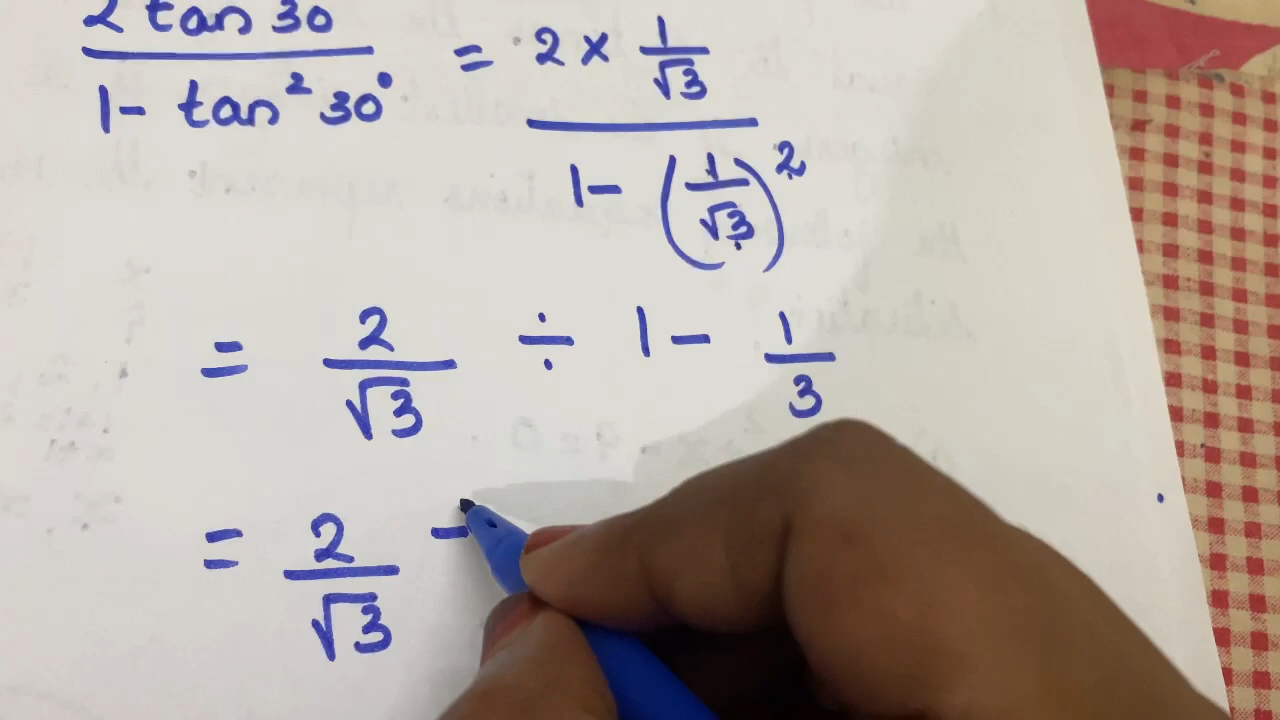 2 tan 30 / 1 - tan² 30° = 2 × 1/√3 / 1 - (1/√3)²
= 2/√3 ÷ 1 - 1/3
= 2/√3 -